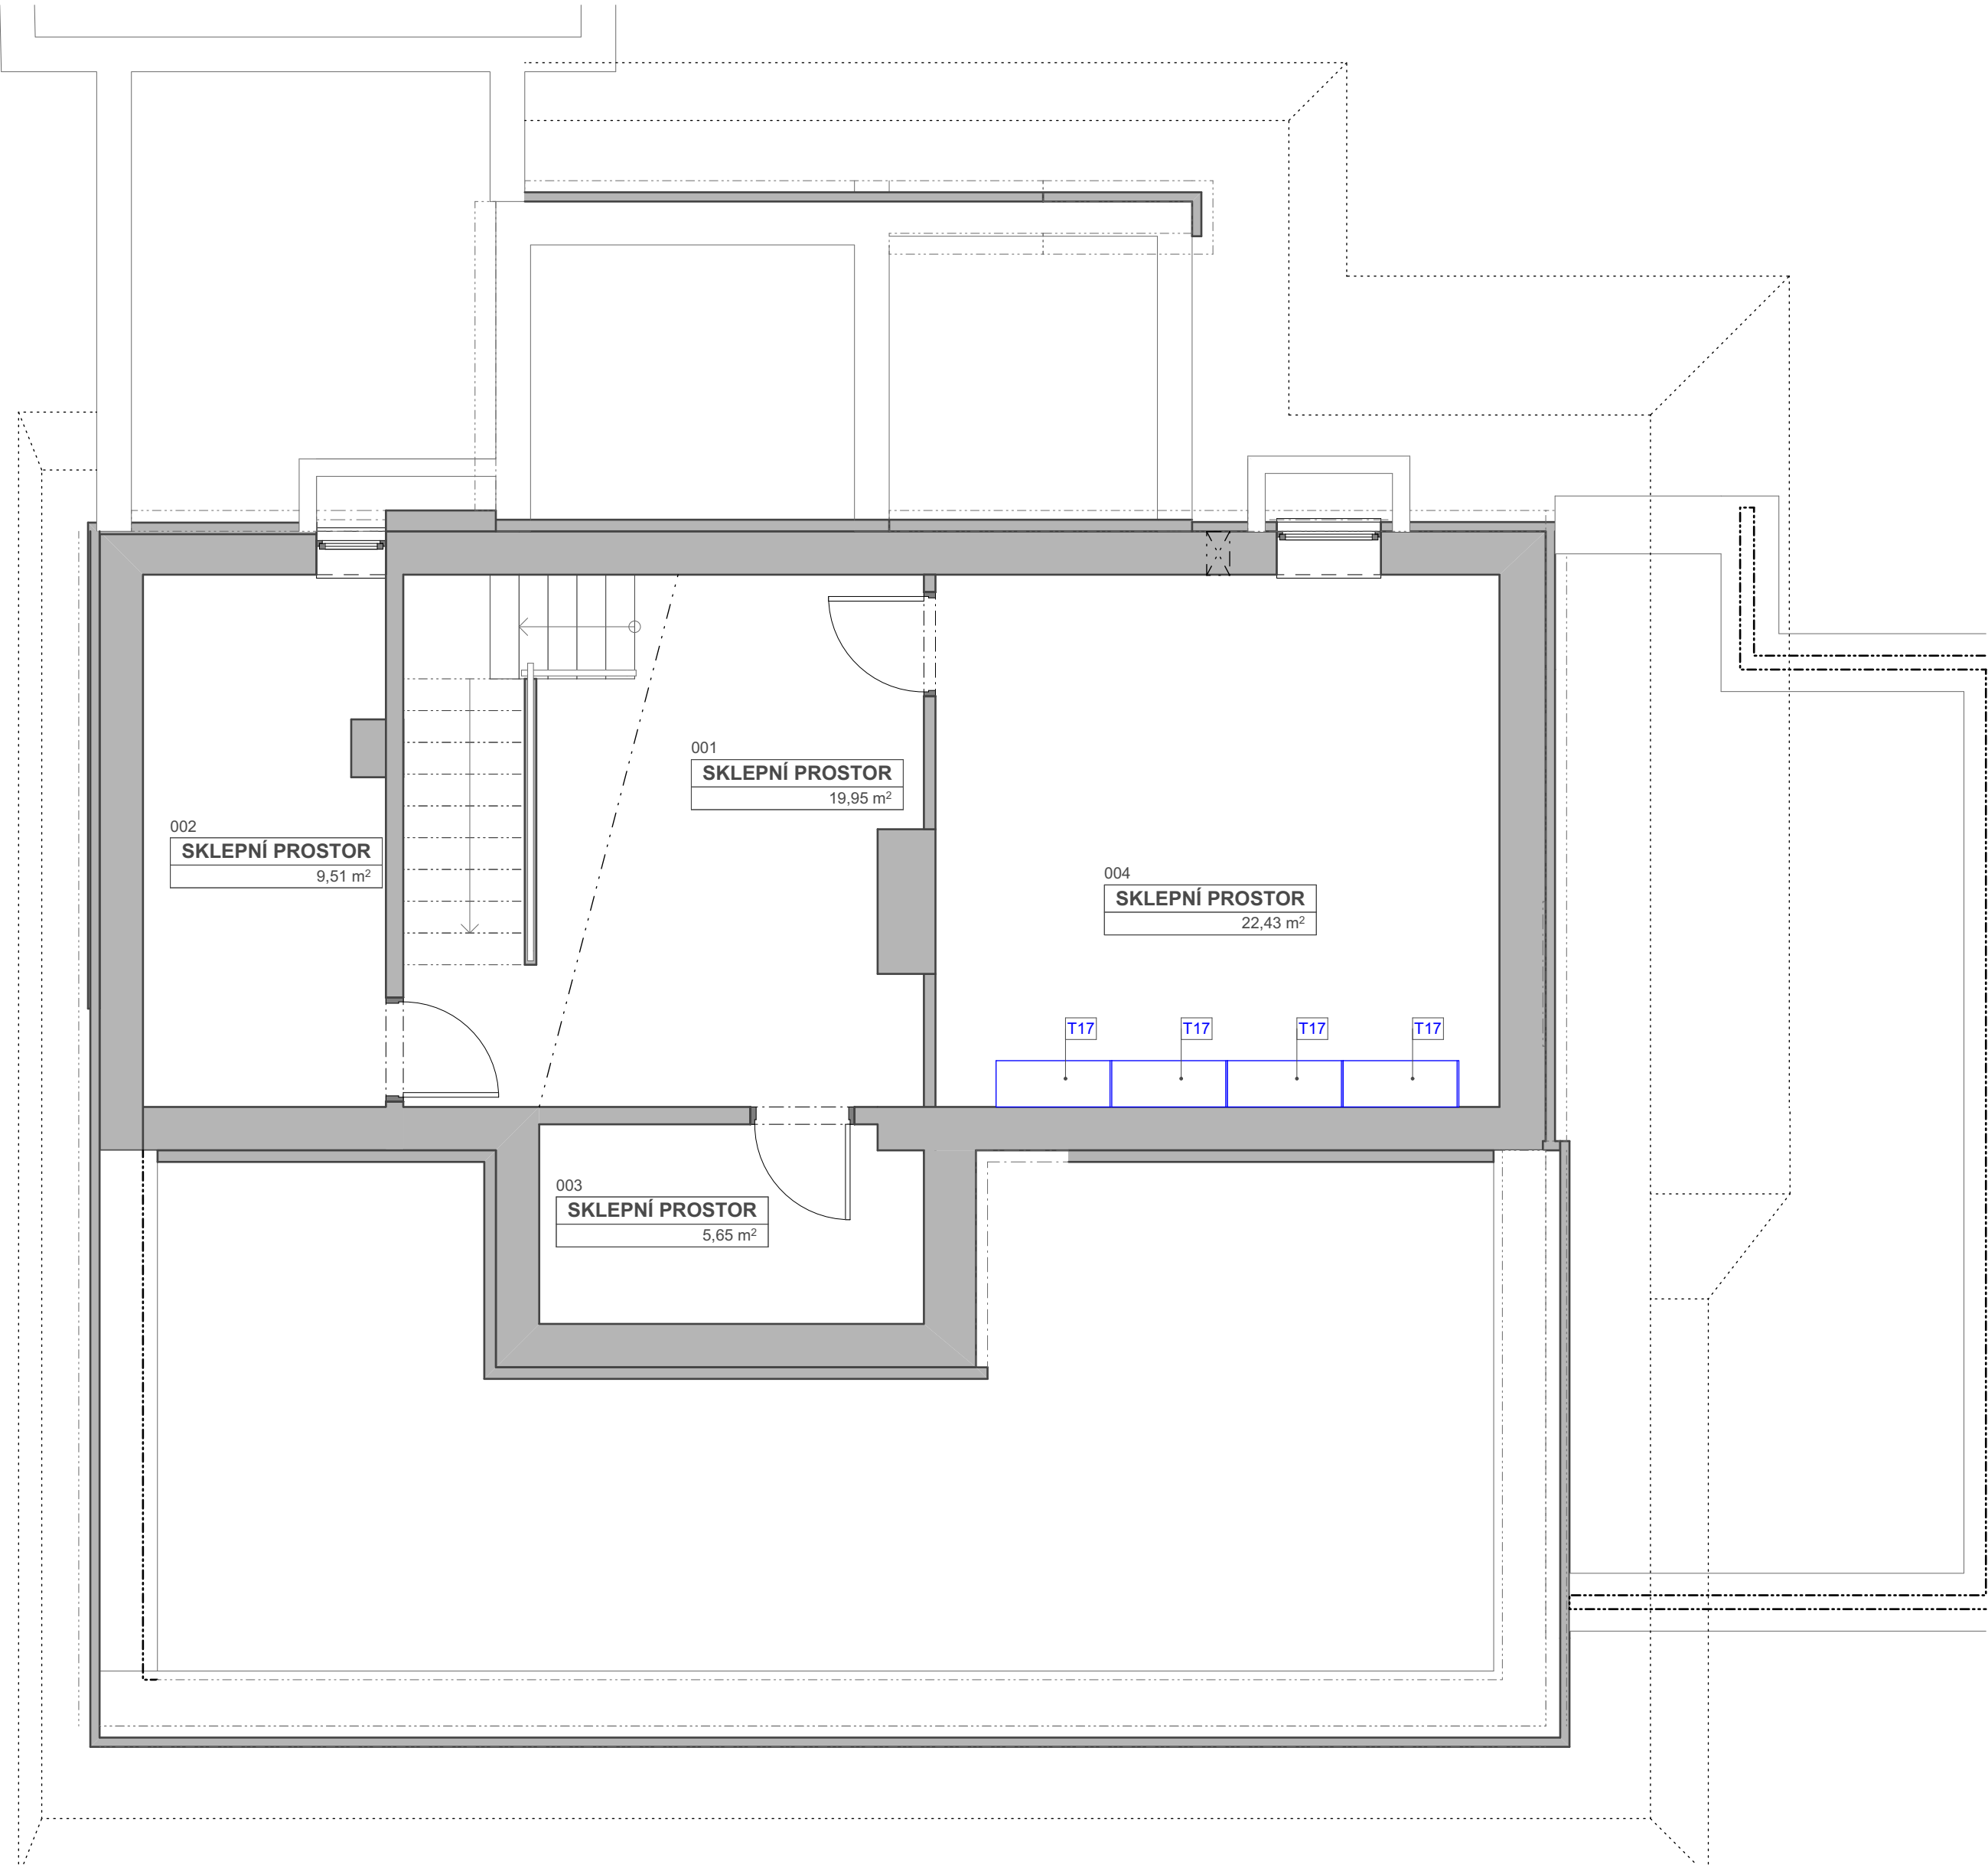 001
SKLEPNÍ PROSTOR
19,95 m²
002
SKLEPNÍ PROSTOR
9,51 m²
004
SKLEPNÍ PROSTOR
22,43 m²
T17
T17
T17
T17
003
SKLEPNÍ PROSTOR
5,65 m²